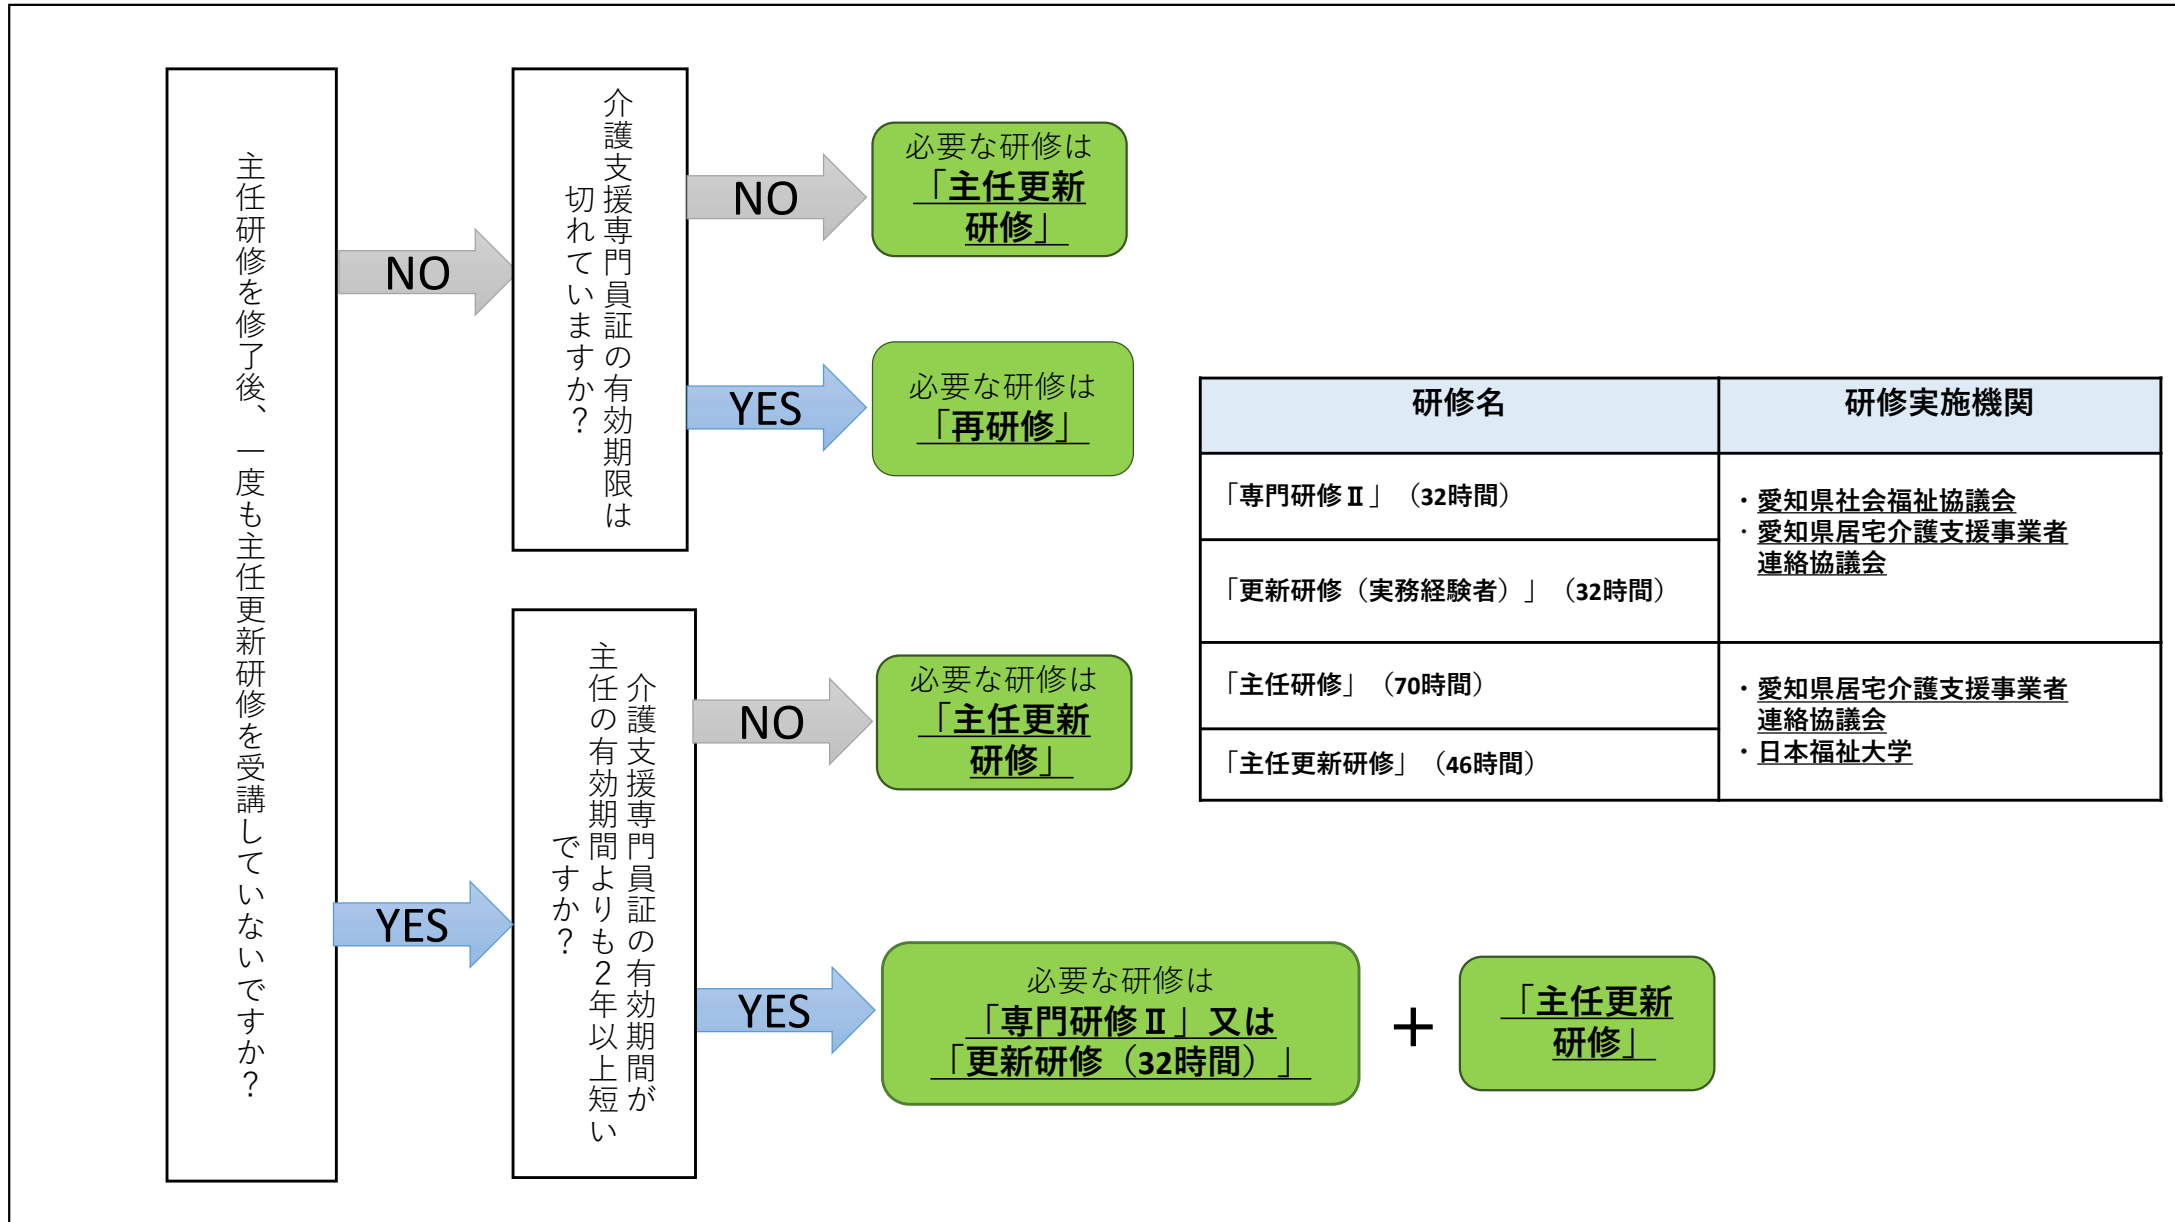 主任研修を修了後、一度も主任更新研修を受講していないですか？
NO
YES
介護支援専門員証の有効期限は
切れていますか？
NO
必要な研修は
「主任更新
研修」
YES
必要な研修は
「再研修」
介護支援専門員証の有効期間が
主任の有効期間よりも２年以上短い
ですか？
NO
必要な研修は
「主任更新
研修」
YES
必要な研修は
「専門研修Ⅱ」又は
「更新研修（32時間）」
＋
「主任更新
研修」
研修名
研修実施機関
「専門研修Ⅱ」（32時間）
「更新研修（実務経験者）」（32時間）
・愛知県社会福祉協議会
・愛知県居宅介護支援事業者
連絡協議会
「主任研修」（70時間）
「主任更新研修」（46時間）
・愛知県居宅介護支援事業者
連絡協議会
・日本福祉大学